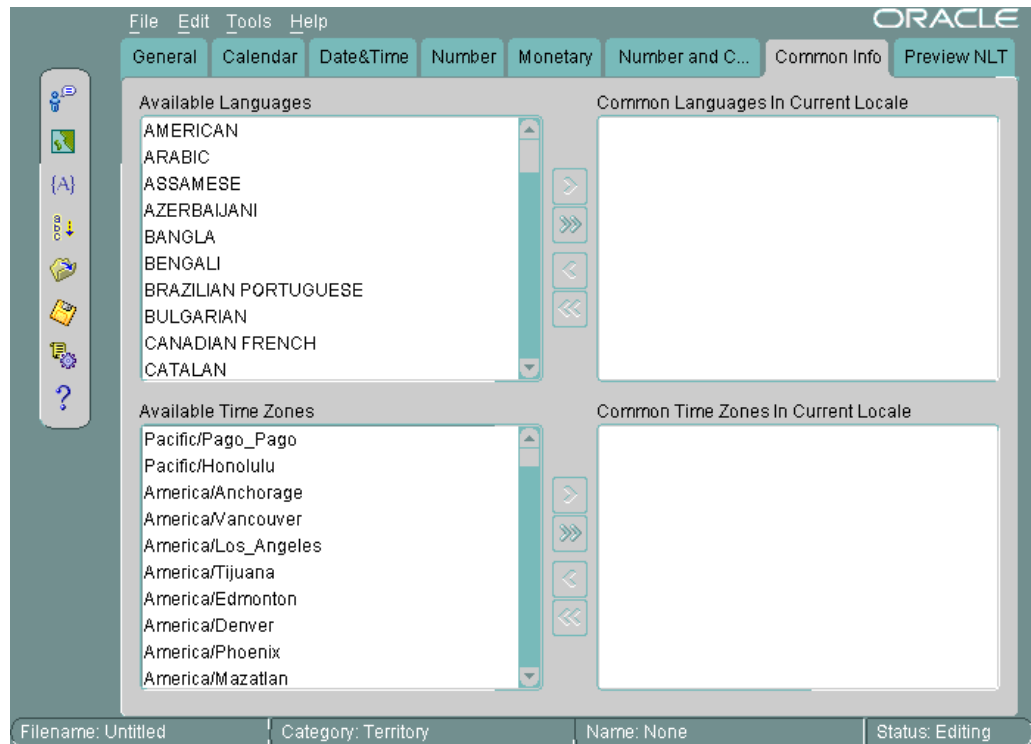 File Edit Tools Help
ORACLE
General Calendar Date&Time Number Monetary Number and C... Common Info Preview NLT
Available Languages
Common Languages In Current Locale
AMERICAN
ARABIC
ASSAMESE
AZERBAIJANI
BANGLA
BENGALI
BRAZILIAN PORTUGUESE
BULGARIAN
CANADIAN FRENCH
CATALAN
{A}
a
b
c
?
Available Time Zones
Common Time Zones In Current Locale
Pacific/Pago_Pago
Pacific/Honolulu
America/Anchorage
America/Vancouver
America/Los_Angeles
America/Tijuana
America/Edmonton
America/Denver
America/Phoenix
America/Mazatlan
Filename: Untitled Category: Territory Name: None Status: Editing